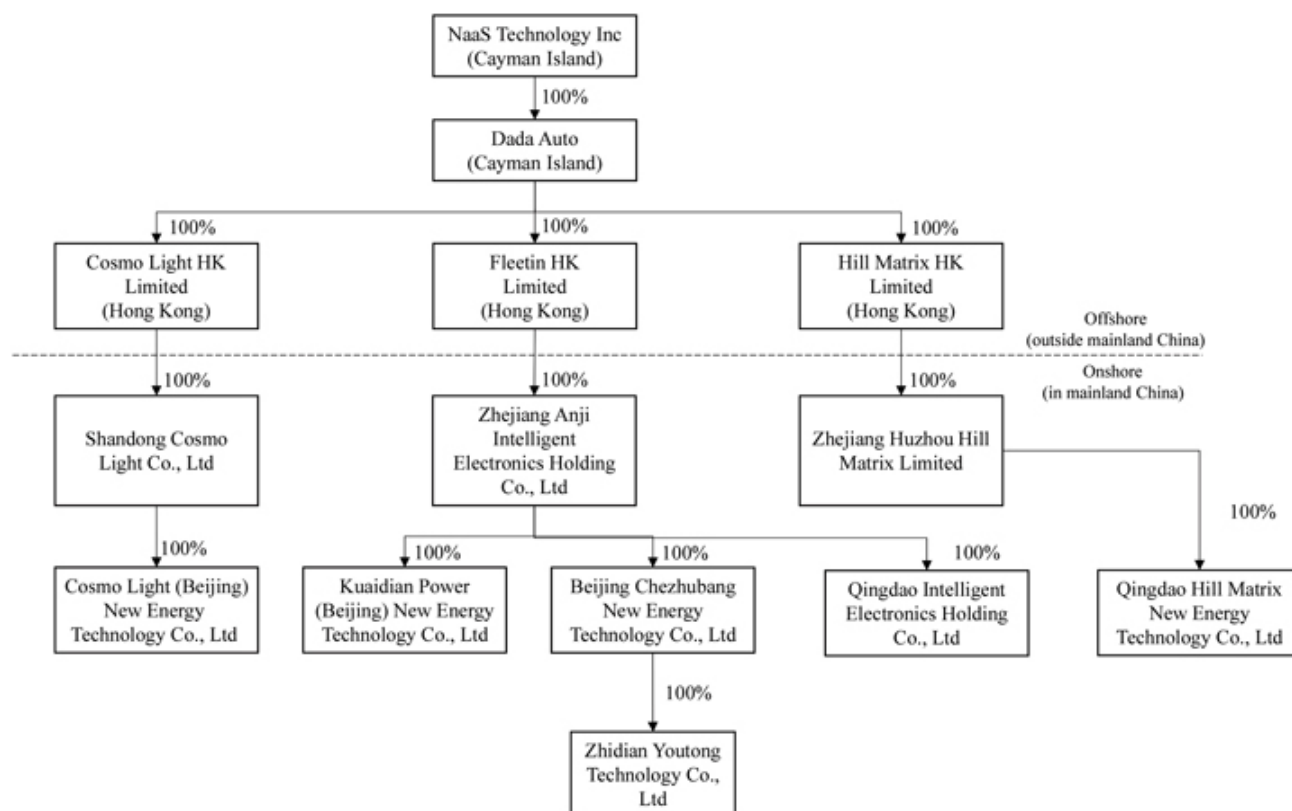 NaaS Technology Inc
(Cayman Island)
100%
Dada Auto
(Cayman Island)
100%
100%
100%
Cosmo Light HK
Limited
(Hong Kong)
Fleetin HK
Limited
(Hong Kong)
Hill Matrix HK
Limited
(Hong Kong)
Offshore
(outside mainland China)
Onshore
(in mainland China)
100%
100%
100%
Shandong Cosmo
Light Co., Ltd
Zhejiang Anji
Intelligent
Electronics Holding
Co., Ltd
Zhejiang Huzhou Hill
Matrix Limited
100%
100%
100%
100%
100%
Cosmo Light (Beijing)
New Energy
Technology Co., Ltd
Kuaidian Power
(Beijing) New Energy
Technology Co., Ltd
Beijing Chezhubang
New Energy
Technology Co., Ltd
Qingdao Intelligent
Electronics Holding
Co., Ltd
Qingdao Hill Matrix
New Energy
Technology Co., Ltd
100%
Zhidian Youtong
Technology Co.,
Ltd